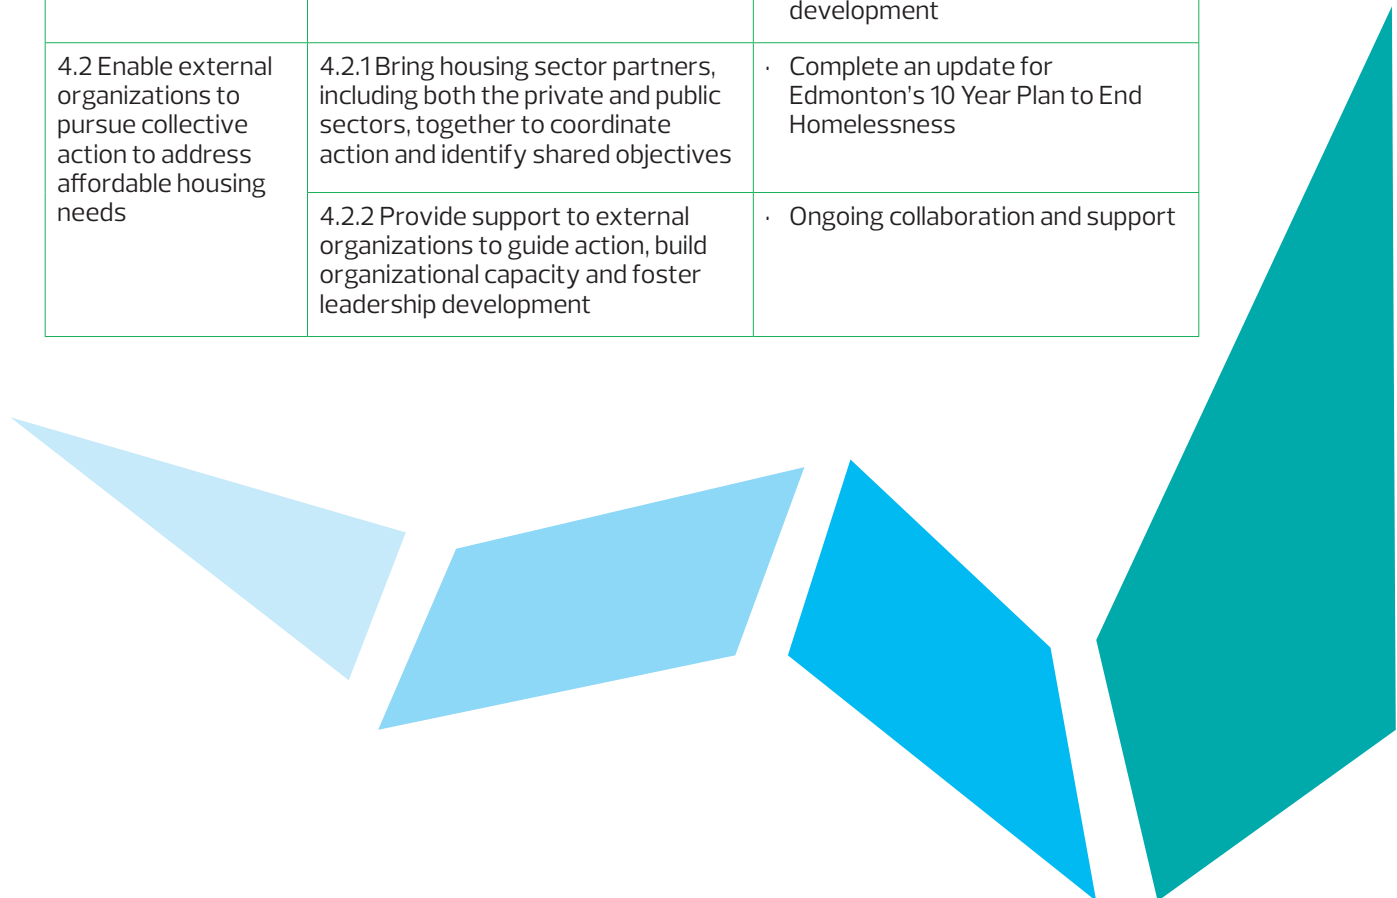 development
4.2 Enable external
organizations to
pursue collective
action to address
affordable housing
needs
4.2.1 Bring housing sector partners,
including both the private and public
sectors, together to coordinate
action and identify shared objectives
· Complete an update for
Edmonton’s 10 Year Plan to End
Homelessness
4.2.2 Provide support to external
organizations to guide action, build
organizational capacity and foster
leadership development
· Ongoing collaboration and support